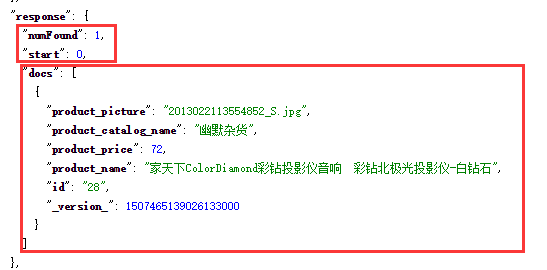 "response": {
"numFound": 1,
"start": 0,
"docs": [
{
"product_picture": "2013022113554852_S.jpg",
"product_catalog_name": "幽默杂货",
"product_price": 72,
"product_name": "家天下ColorDiamond彩钻投影仪音响　彩钻北极光投影仪-白钻石",
"id": "28",
"_version_": 1507465139026133000
}
]
},